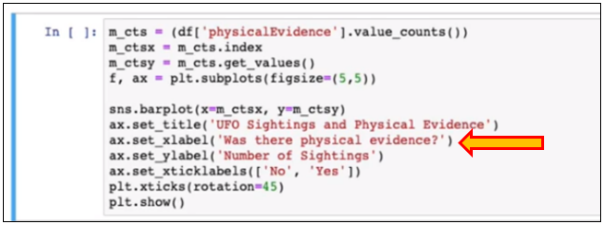 In [ ]: m_cts = (df['physicalEvidence'].value_counts())
m_ctsx = m_cts.index
m_ctsy = m_cts.get_values()
f, ax = plt.subplots(figsize=(5,5))
sns.barplot(x=m_ctsx, y=m_ctsy)
ax.set_title('UFO Sightings and Physical Evidence')
ax.set_xlabel('Was there physical evidence?')
ax.set_ylabel('Number of Sightings')
ax.set_xticklabels(['No', 'Yes'])
plt.xticks(rotation=45)
plt.show()